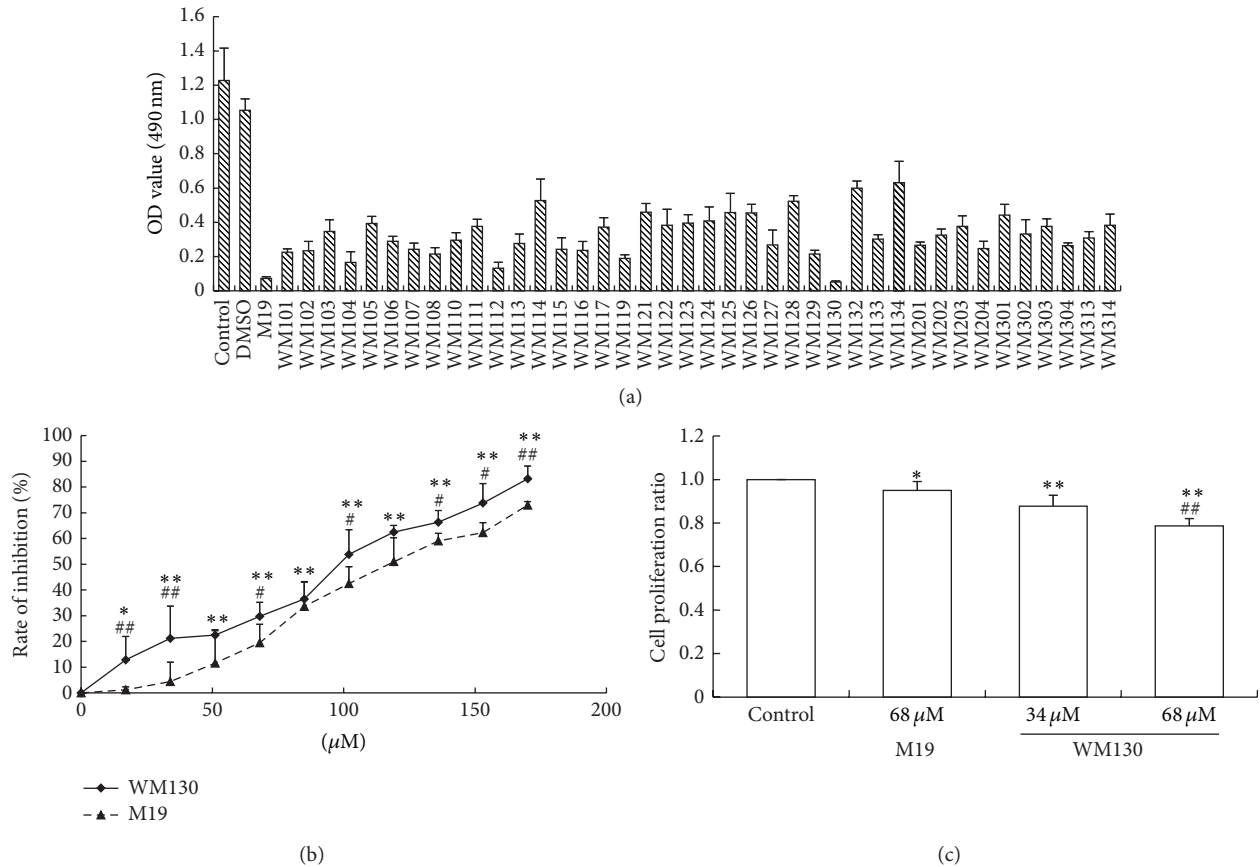 1.6
1.4
1.2
1.0
0.8
0.6
0.4
0.2
0
OD value (490 nm)
Control
DMSO
M19
WM101
WM102
WM103
WM104
WM105
WM106
WM107
WM108
WM110
WM111
WM112
WM113
WM114
WM115
WM116
WM117
WM119
WM121
WM122
WM123
WM124
WM125
WM126
WM127
WM128
WM129
WM130
WM132
WM133
WM134
WM201
WM202
WM203
WM204
WM301
WM302
WM303
WM304
WM313
WM314
(a)
100
90
80
70
60
50
40
30
20
10
0
Rate of inhibition (%)
*
##
**
##
**
**
#
**
**
#
**
**
#
**
#
**
##
0 50 100 150 200
(μM)
WM130
M19
(b)
1.2
1.0
0.8
0.6
0.4
0.2
0
Cell proliferation ratio
*
**
**
##
Control 68 μM 34 μM 68 μM
M19 WM130
(c)